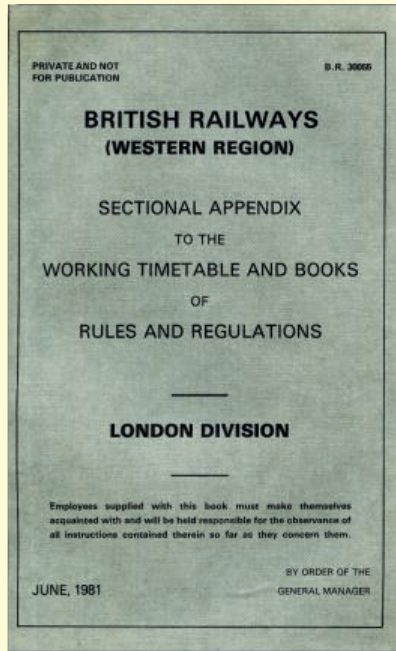 PRIVATE AND NOT
FOR PUBLICATION
B.R. 30055
BRITISH RAILWAYS
(WESTERN REGION)
SECTIONAL APPENDIX
TO THE
WORKING TIMETABLE AND BOOKS
OF
RULES AND REGULATIONS
LONDON DIVISION
Employees supplied with this book must make themselves
acquainted with and will be held responsible for the observance of
all instructions contained therein so far as they concern them.
BY ORDER OF THE
JUNE, 1981
GENERAL MANAGER